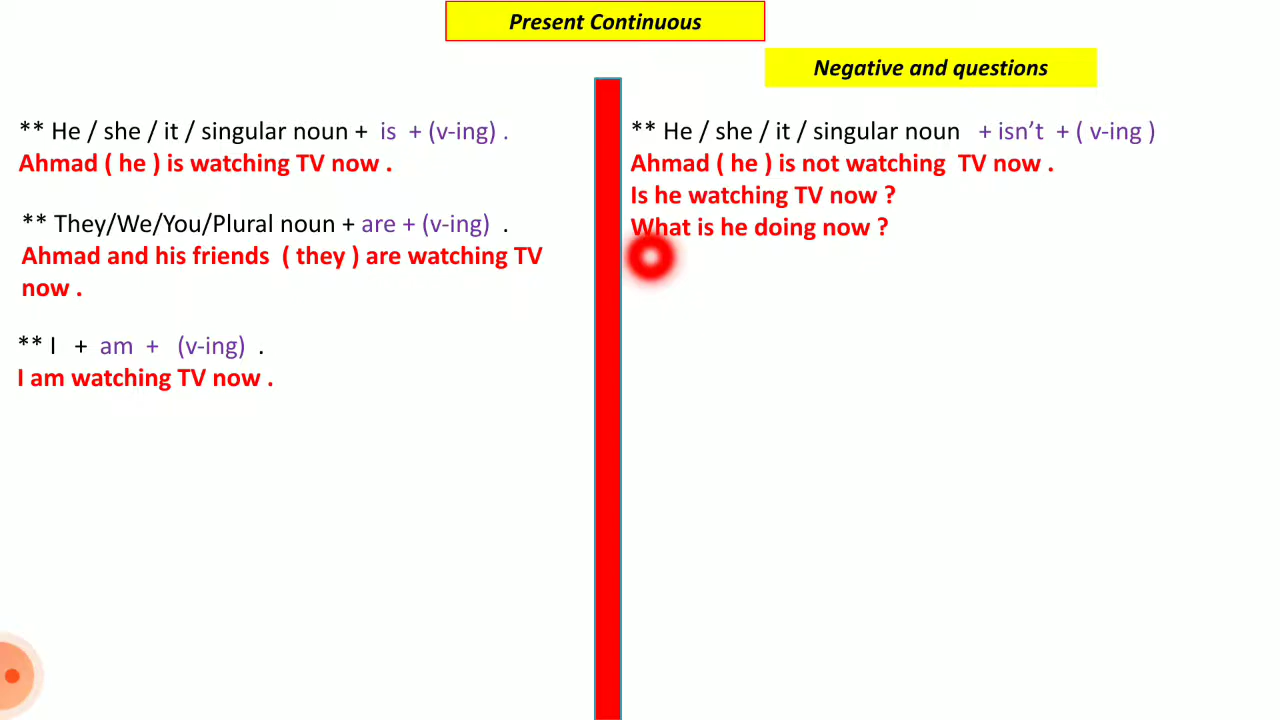 Present Continuous
Negative and questions
** He / she / it / singular noun + is + (v-ing) .
Ahmad ( he ) is watching TV now .
** They/We/You/Plural noun + are + (v-ing) .
Ahmad and his friends ( they ) are watching TV
now .
** I + am + (v-ing) .
I am watching TV now .
** He / she / it / singular noun + isn’t + ( v-ing )
Ahmad ( he ) is not watching TV now .
Is he watching TV now ?
What is he doing now ?